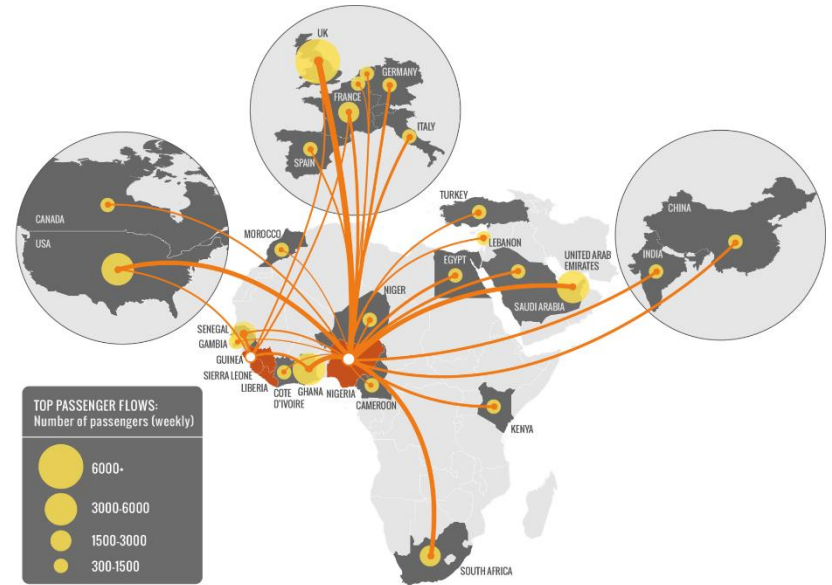 UK
GERMANY
FRANCE
ITALY
SPAIN
CANADA
USA
MOROCCO
TURKEY
LEBANON
EGYPT
UNITED ARAB
EMIRATES
SAUDI ARABIA
CHINA
INDIA
NIGER
SENEGAL
GAMBIA
GUINEA
SIERRA LEONE
LIBERIA
COTE
D'IVOIRE
GHANA
NIGERIA
CAMEROON
KENYA
SOUTH AFRICA
TOP PASSENGER FLOWS:
Number of passengers (weekly)
6000+
3000-6000
1500-3000
300-1500